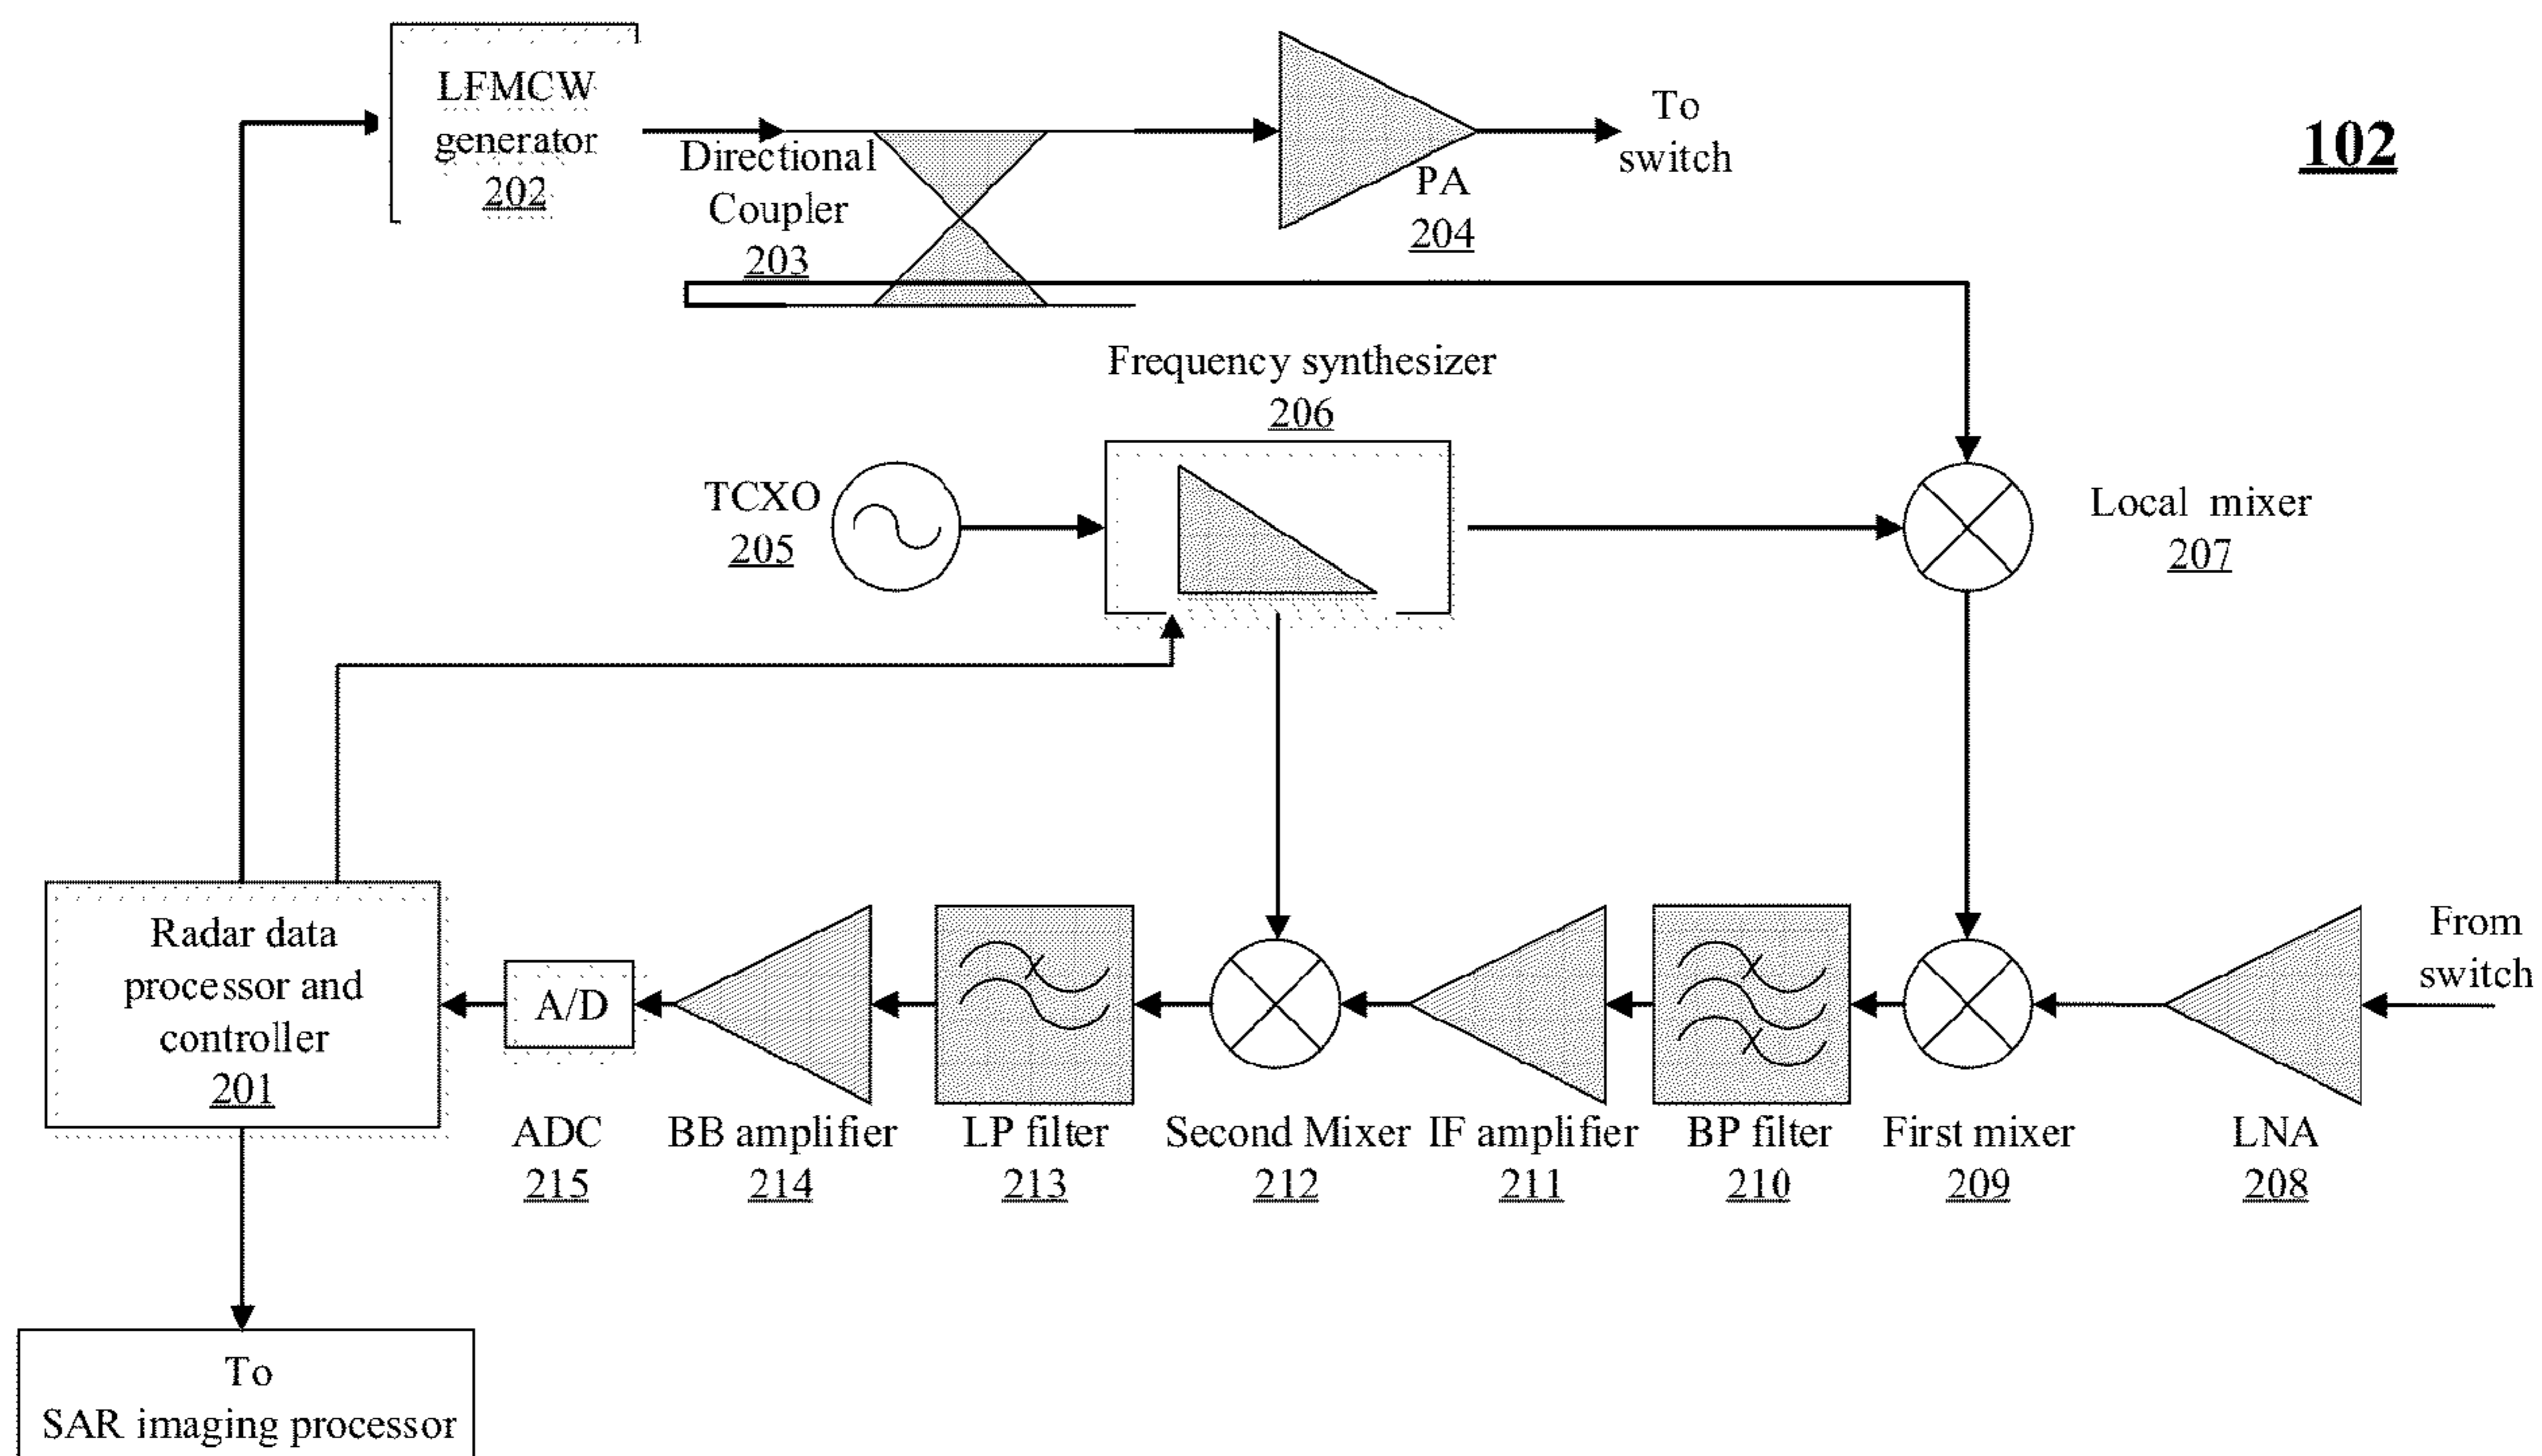 LFMCW
generator
202
Directional
Coupler
203
PA
204
To
switch
102
Frequency synthesizer
206
TCXO
205
Local mixer
207
Radar data
processor and
controller
201
A/D
ADC
215
BB amplifier
214
LP filter
213
Second Mixer
212
IF amplifier
211
BP filter
210
First mixer
209
LNA
208
From
switch
To
SAR imaging processor